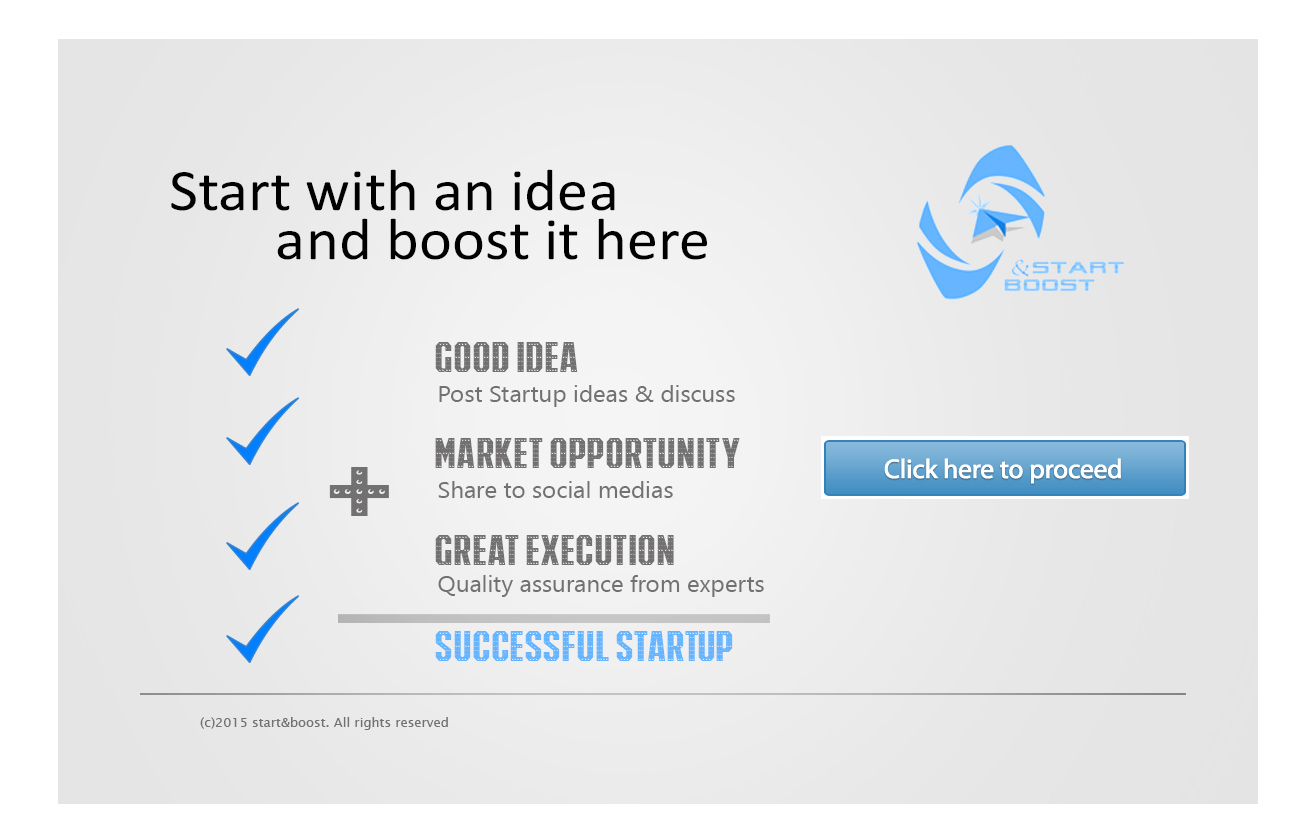 Start with an idea
and boost it here
&START
BOOST
GOOD IDEA
Post Startup ideas & discuss
MARKET OPPORTUNITY
Share to social medias
Click here to proceed
GREAT EXECUTION
Quality assurance from experts
SUCCESSFUL STARTUP
(c)2015 start&boost. All rights reserved